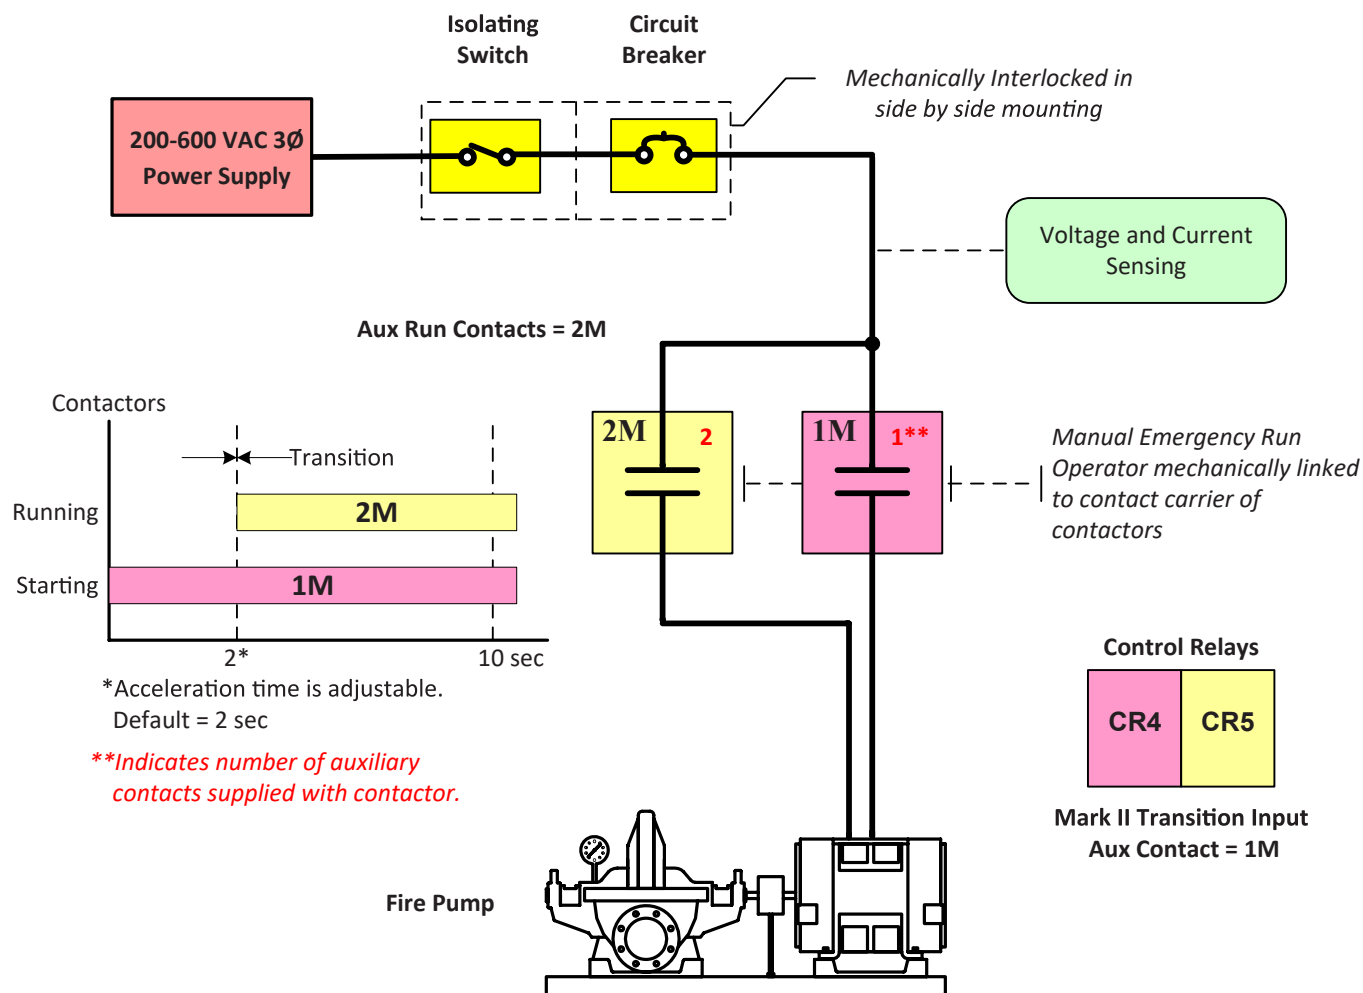 Isolating
Switch
Circuit
Breaker
Mechanically Interlocked in
side by side mounting
200-600 VAC 3Ø
Power Supply
Voltage and Current
Sensing
Aux Run Contacts = 2M
Contactors
Transition
Running
2M
Starting
1M
2*
10 sec
*Acceleration time is adjustable.
Default = 2 sec
**Indicates number of auxiliary
contacts supplied with contactor.
2M
2
1M
1**
Manual Emergency Run
Operator mechanically linked
to contact carrier of
contactors
Control Relays
CR4
CR5
Mark II Transition Input
Aux Contact = 1M
Fire Pump